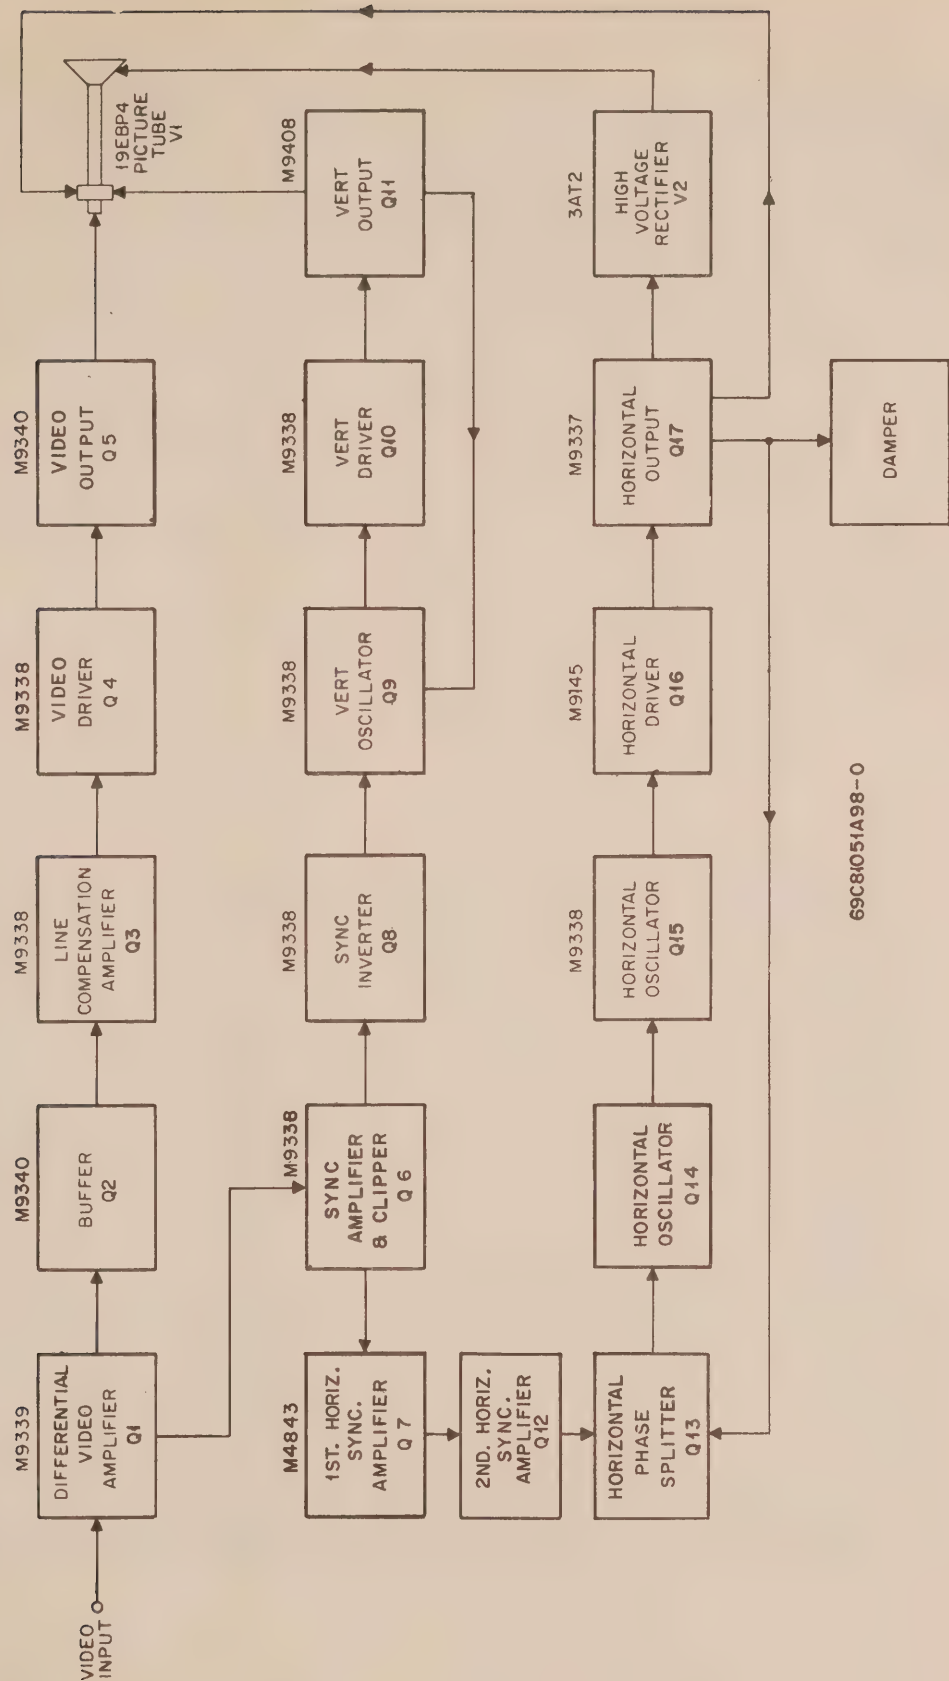 VIDEO
INPUT
M9339
DIFFERENTIAL
VIDEO
AMPLIFIER
Q1
M9340
BUFFER
Q2
M9338
LINE
COMPENSATION
AMPLIFIER
Q3
M9338
VIDEO
DRIVER
Q4
M9340
VIDEO
OUTPUT
Q5
19EBP4
PICTURE
TUBE
V1
M9338
SYNC
AMPLIFIER
& CLIPPER
Q6
M9338
SYNC
INVERTER
Q8
M9338
VERT
OSCILLATOR
Q9
M9338
VERT
DRIVER
Q10
M9408
VERT
OUTPUT
Q11
M4843
1ST. HORIZ.
SYNC.
AMPLIFIER
Q7
2ND. HORIZ.
SYNC.
AMPLIFIER
Q12
HORIZONTAL
PHASE
SPLITTER
Q13
HORIZONTAL
OSCILLATOR
Q14
M9338
HORIZONTAL
OSCILLATOR
Q15
M9145
HORIZONTAL
DRIVER
Q16
M9337
HORIZONTAL
OUTPUT
Q17
3AT2
HIGH
VOLTAGE
RECTIFIER
V2
DAMPER
69C81051A98-0